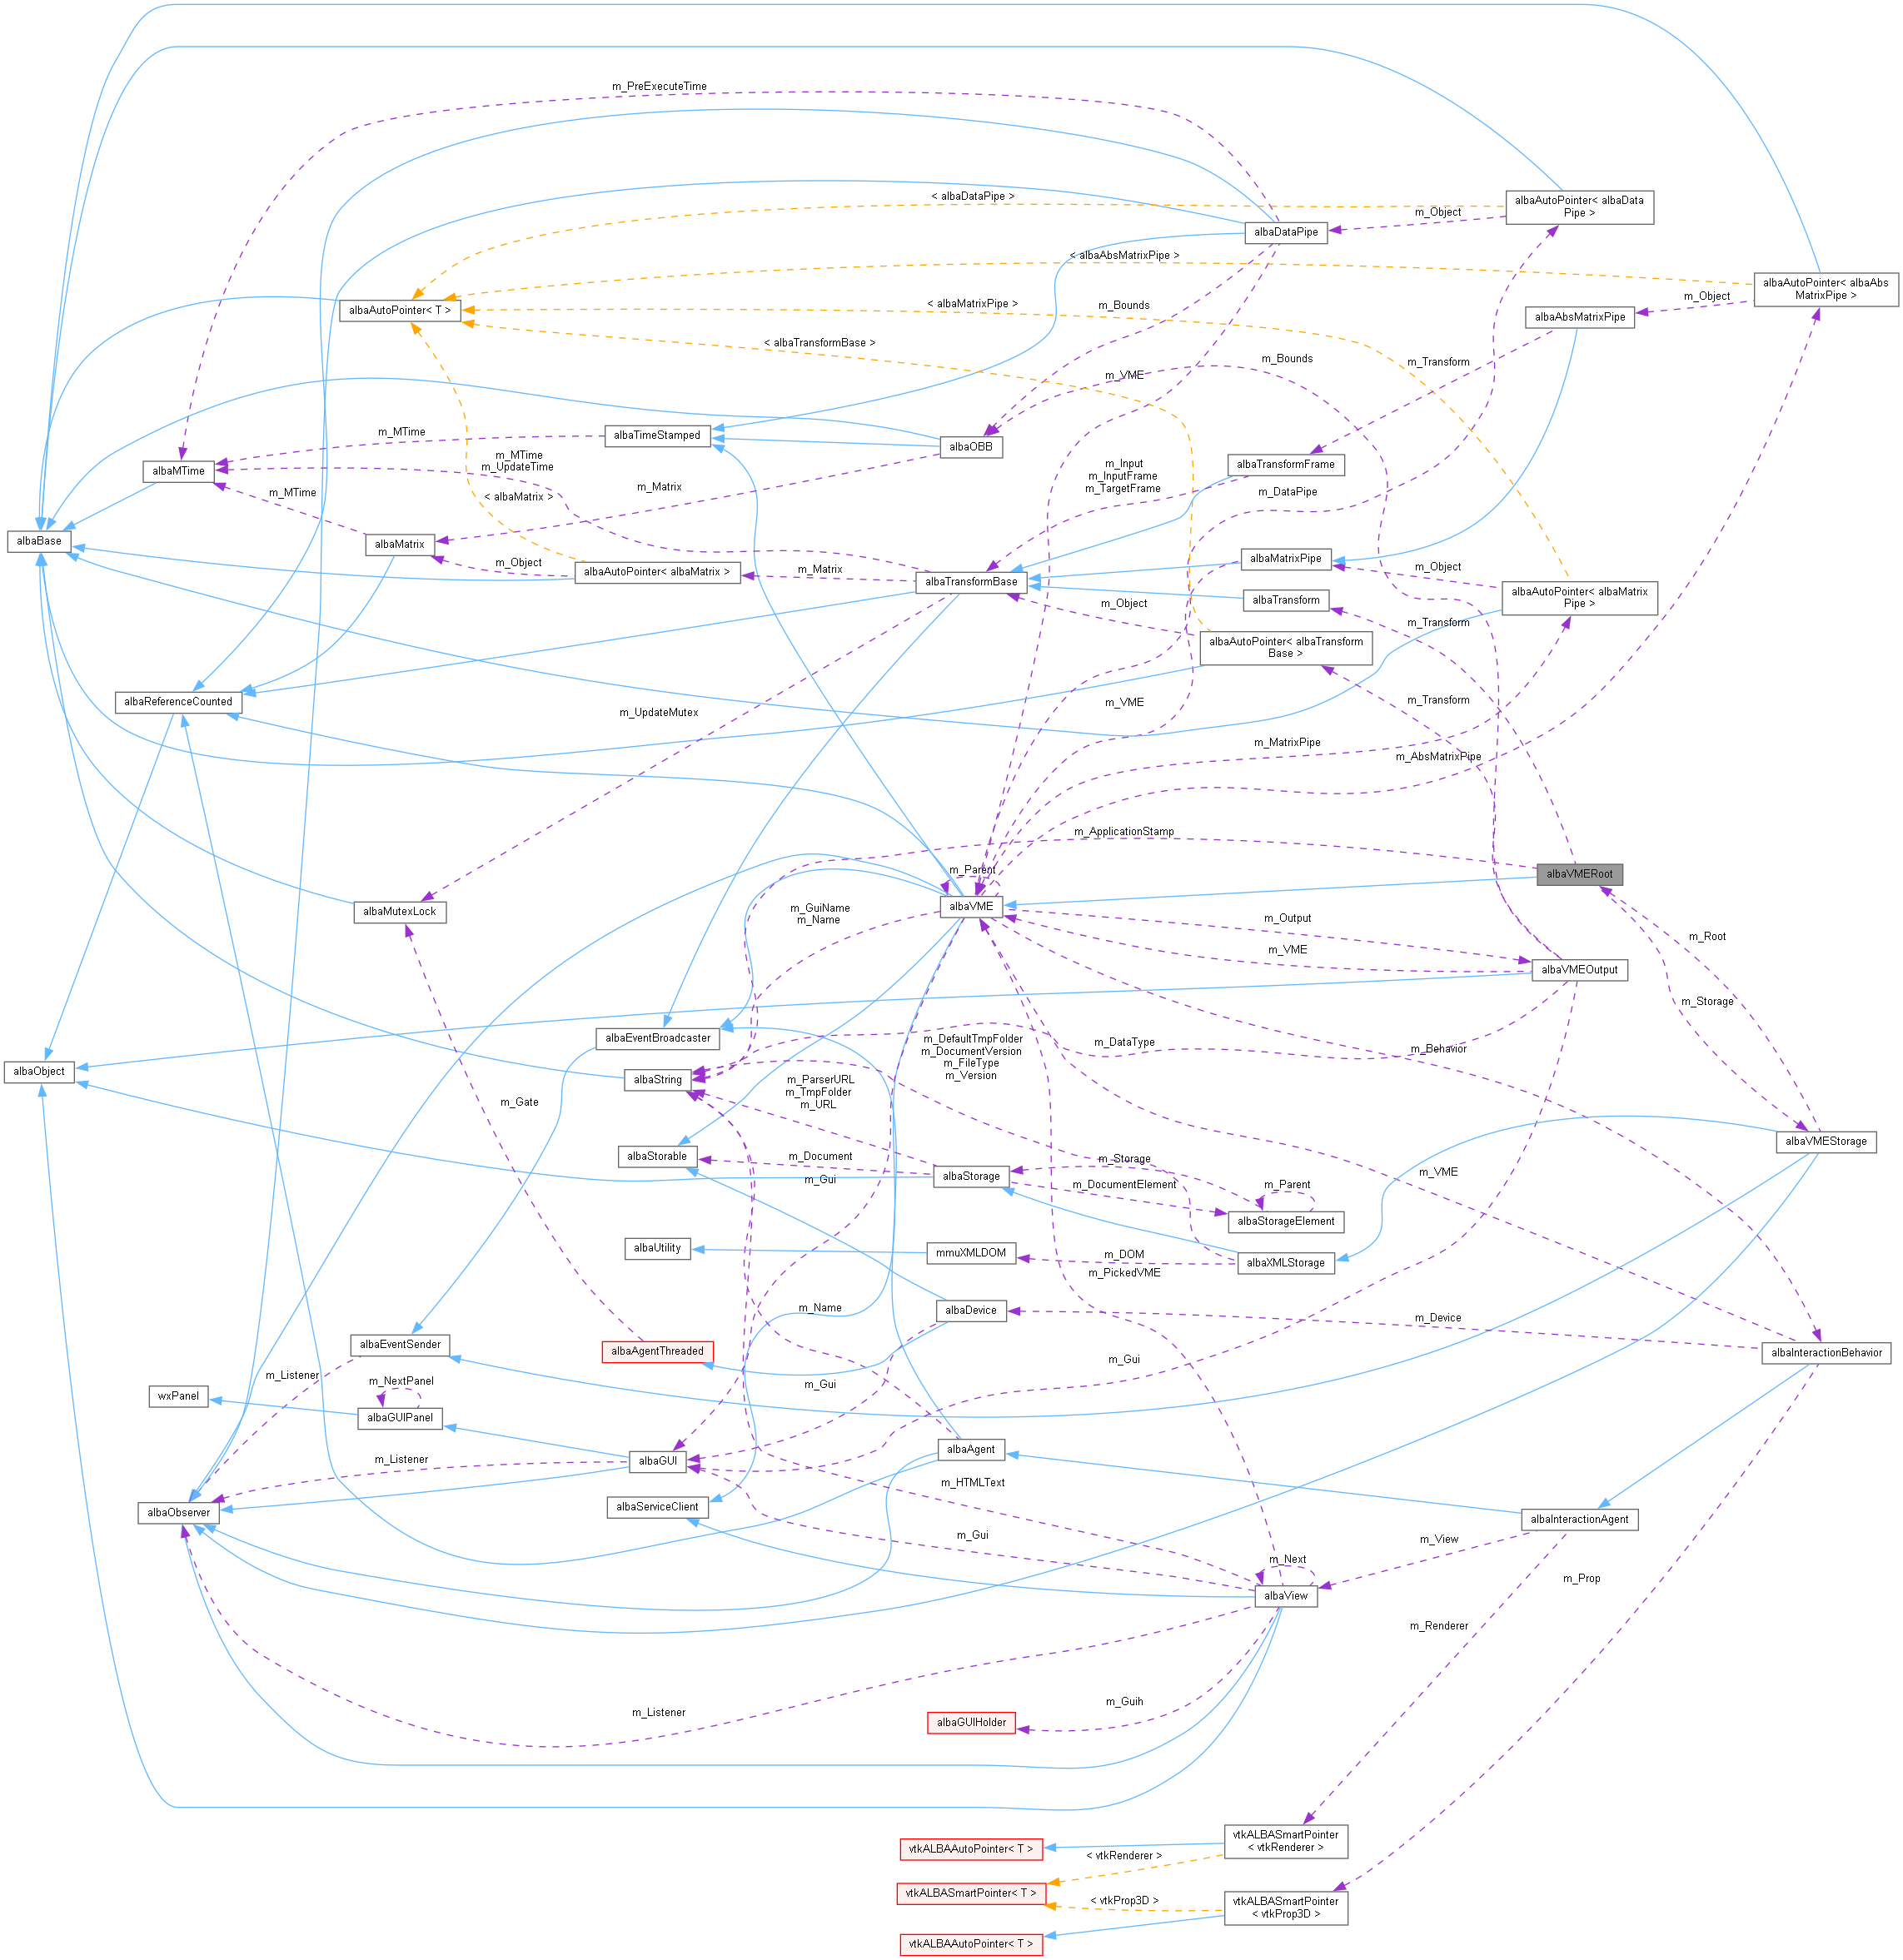 m_PreExecuteTime
< albaDataPipe >
albaAutoPointer< albaData
Pipe >
m_Object
albaDataPipe
< albaAbsMatrixPipe >
albaAutoPointer< albaAbs
MatrixPipe >
m_Object
albaAutoPointer< T >
< albaMatrixPipe >
m_Bounds
albaAbsMatrixPipe
< albaTransformBase >
m_Bounds
m_Transform
m_VME
albaTimeStamped
m_MTime
albaOBB
m_MTime
m_UpdateTime
albaMTime
m_Input
m_InputFrame
m_TargetFrame
albaTransformFrame
m_Matrix
m_DataPipe
m_MTime
< albaMatrix >
albaBase
albaMatrix
m_Object
albaAutoPointer< albaMatrix >
m_Matrix
albaTransformBase
albaMatrixPipe
m_Object
albaAutoPointer< albaMatrix
Pipe >
albaTransform
m_Object
m_Transform
albaAutoPointer< albaTransform
Base >
albaReferenceCounted
m_UpdateMutex
m_VME
m_Transform
m_MatrixPipe
m_AbsMatrixPipe
m_ApplicationStamp
m_Parent
albaVMERoot
albaMutexLock
m_GuiName
m_Name
albaVME
m_Output
m_VME
m_Root
albaVMEOutput
m_Storage
albaEventBroadcaster
m_DefaultTmpFolder
m_DocumentVersion
m_FileType
m_Version
m_DataType
m_Behavior
albaObject
albaString
m_ParserURL
m_TmpFolder
m_URL
m_Gate
albaVMEStorage
albaStorable
m_Document
m_Storage
m_VME
m_Gui
albaStorage
m_DocumentElement
m_Parent
albaStorageElement
albaUtility
mmuXMLDOM
m_DOM
albaXMLStorage
m_PickedVME
m_Name
albaDevice
m_Device
albaEventSender
albaAgentThreaded
albaInteractionBehavior
m_Listener
m_NextPanel
wxPanel
albaGUIPanel
m_Gui
m_Gui
m_Listener
albaGUI
albaAgent
m_HTMLText
albaObserver
albaServiceClient
albaInteractionAgent
m_Gui
m_View
m_Next
m_Prop
albaView
m_Renderer
m_Listener
m_Guih
albaGUIHolder
vtkALBASmartPointer
< vtkRenderer >
vtkALBAAutoPointer< T >
< vtkRenderer >
vtkALBASmartPointer< T >
< vtkProp3D >
vtkALBASmartPointer
< vtkProp3D >
vtkALBAAutoPointer< T >